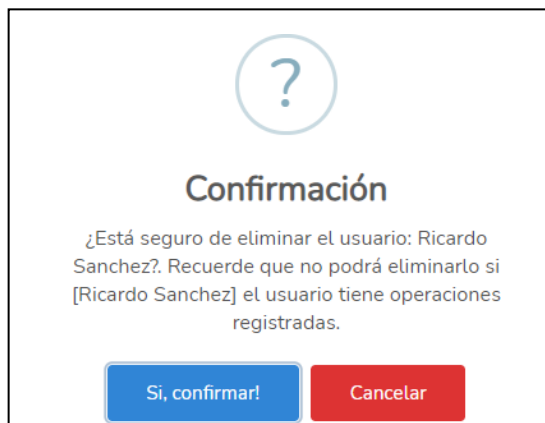 ?
Confirmación
¿Está seguro de eliminar el usuario: Ricardo
Sanchez?. Recuerde que no podrá eliminarlo si
[Ricardo Sanchez] el usuario tiene operaciones
registradas.
Si, confirmar! Cancelar